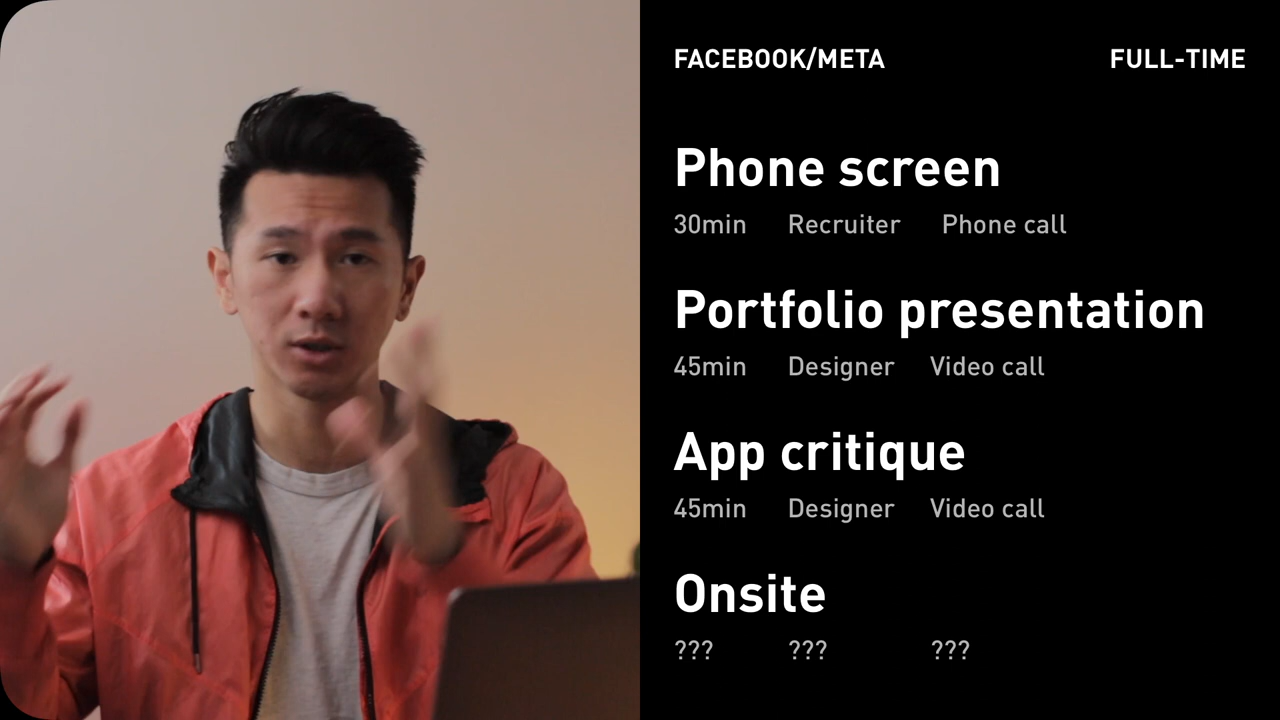 FACEBOOK/META FULL-TIME
Phone screen
30min Recruiter Phone call
Portfolio presentation
45min Designer Video call
App critique
45min Designer Video call
Onsite
??? ??? ???